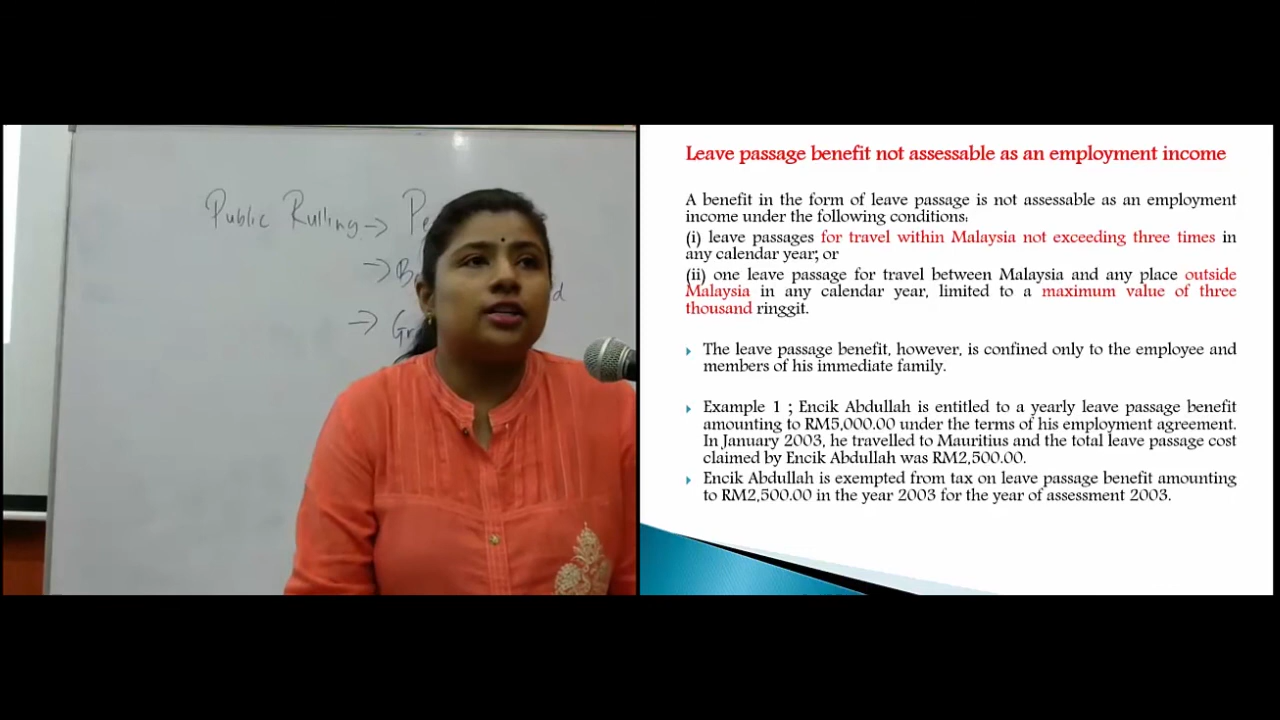 Public Rulling →
→
→
Leave passage benefit not assessable as an employment income
A benefit in the form of leave passage is not assessable as an employment
income under the following conditions:
(i) leave passages for travel within Malaysia not exceeding three times in
any calendar year; or
(ii) one leave passage for travel between Malaysia and any place outside
Malaysia in any calendar year, limited to a maximum value of three
thousand ringgit.
The leave passage benefit, however, is confined only to the employee and
members of his immediate family.
Example 1 ; Encik Abdullah is entitled to a yearly leave passage benefit
amounting to RM5,000.00 under the terms of his employment agreement.
In January 2003, he travelled to Mauritius and the total leave passage cost
claimed by Encik Abdullah was RM2,500.00.
Encik Abdullah is exempted from tax on leave passage benefit amounting
to RM2,500.00 in the year 2003 for the year of assessment 2003.